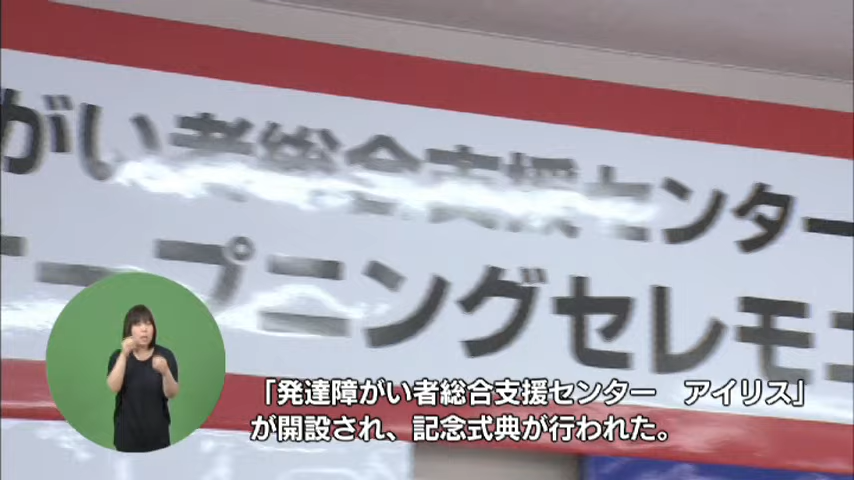 がい者総合支援センター
オープニングセレモニ
「発達障がい者総合支援センター　アイリス」
が開設され、記念式典が行われた。